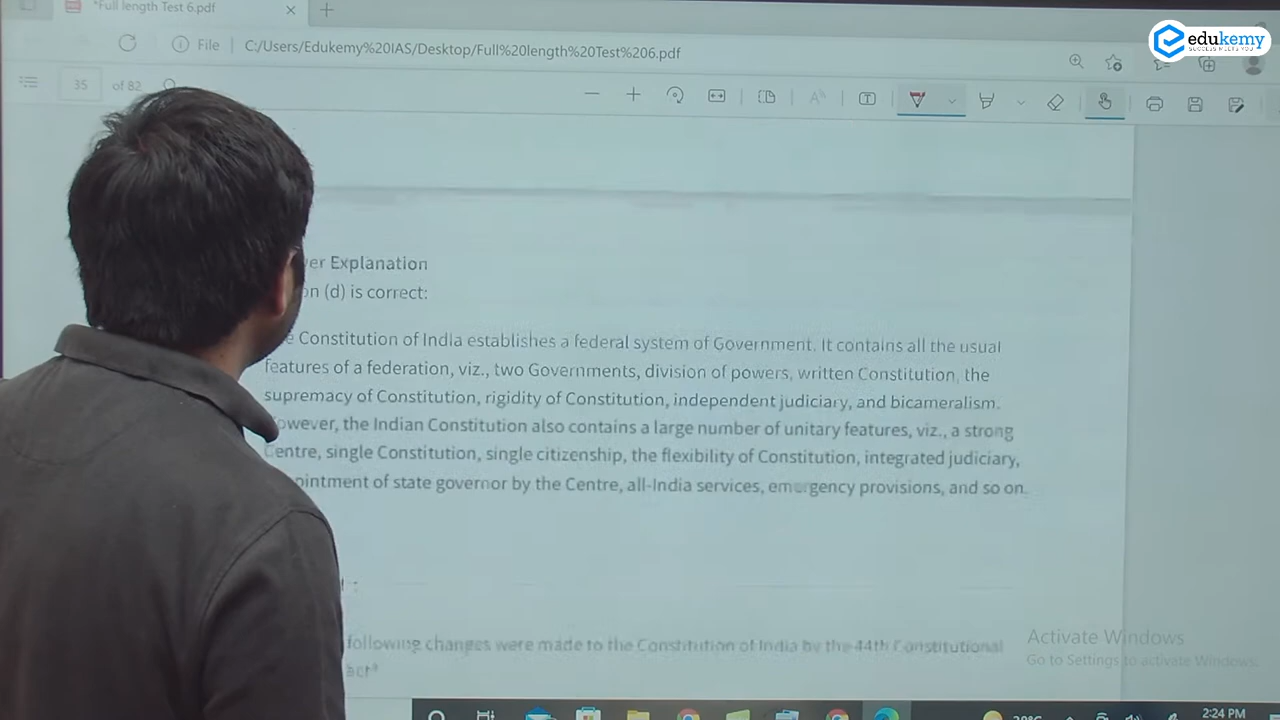 *Full length Test 6.pdf
edukemy
SUCCESS MEETS YOU
File C:/Users/Edukemy%20IAS/Desktop/Full%20length%20Test%206.pdf
35 of 82
er Explanation
on (d) is correct:
e Constitution of India establishes a federal system of Government. It contains all the usual
features of a federation, viz., two Governments, division of powers, written Constitution, the
supremacy of Constitution, rigidity of Constitution, independent judiciary, and bicameralism.
owever, the Indian Constitution also contains a large number of unitary features, viz., a strong
Centre, single Constitution, single citizenship, the flexibility of Constitution, integrated judiciary,
ointment of state governor by the Centre, all-India services, emergency provisions, and so on.
following changes were made to the Constitution of India by the 44th Constitutional
act?
Activate Windows
Go to Settings to activate Windows.
2:24 PM